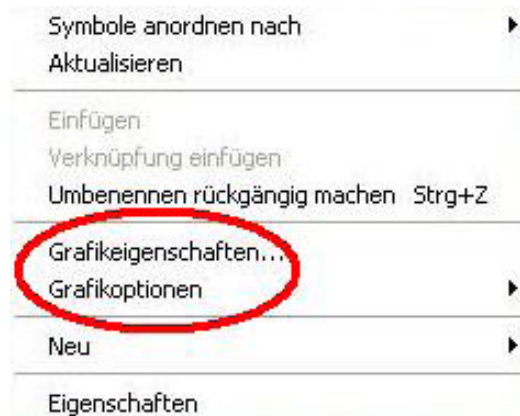 Symbole anordnen nach
Aktualisieren
Einfügen
Verknüpfung einfügen
Umbenennen rückgängig machen Strg+Z
Grafikeigenschaften...
Grafikoptionen
Neu
Eigenschaften